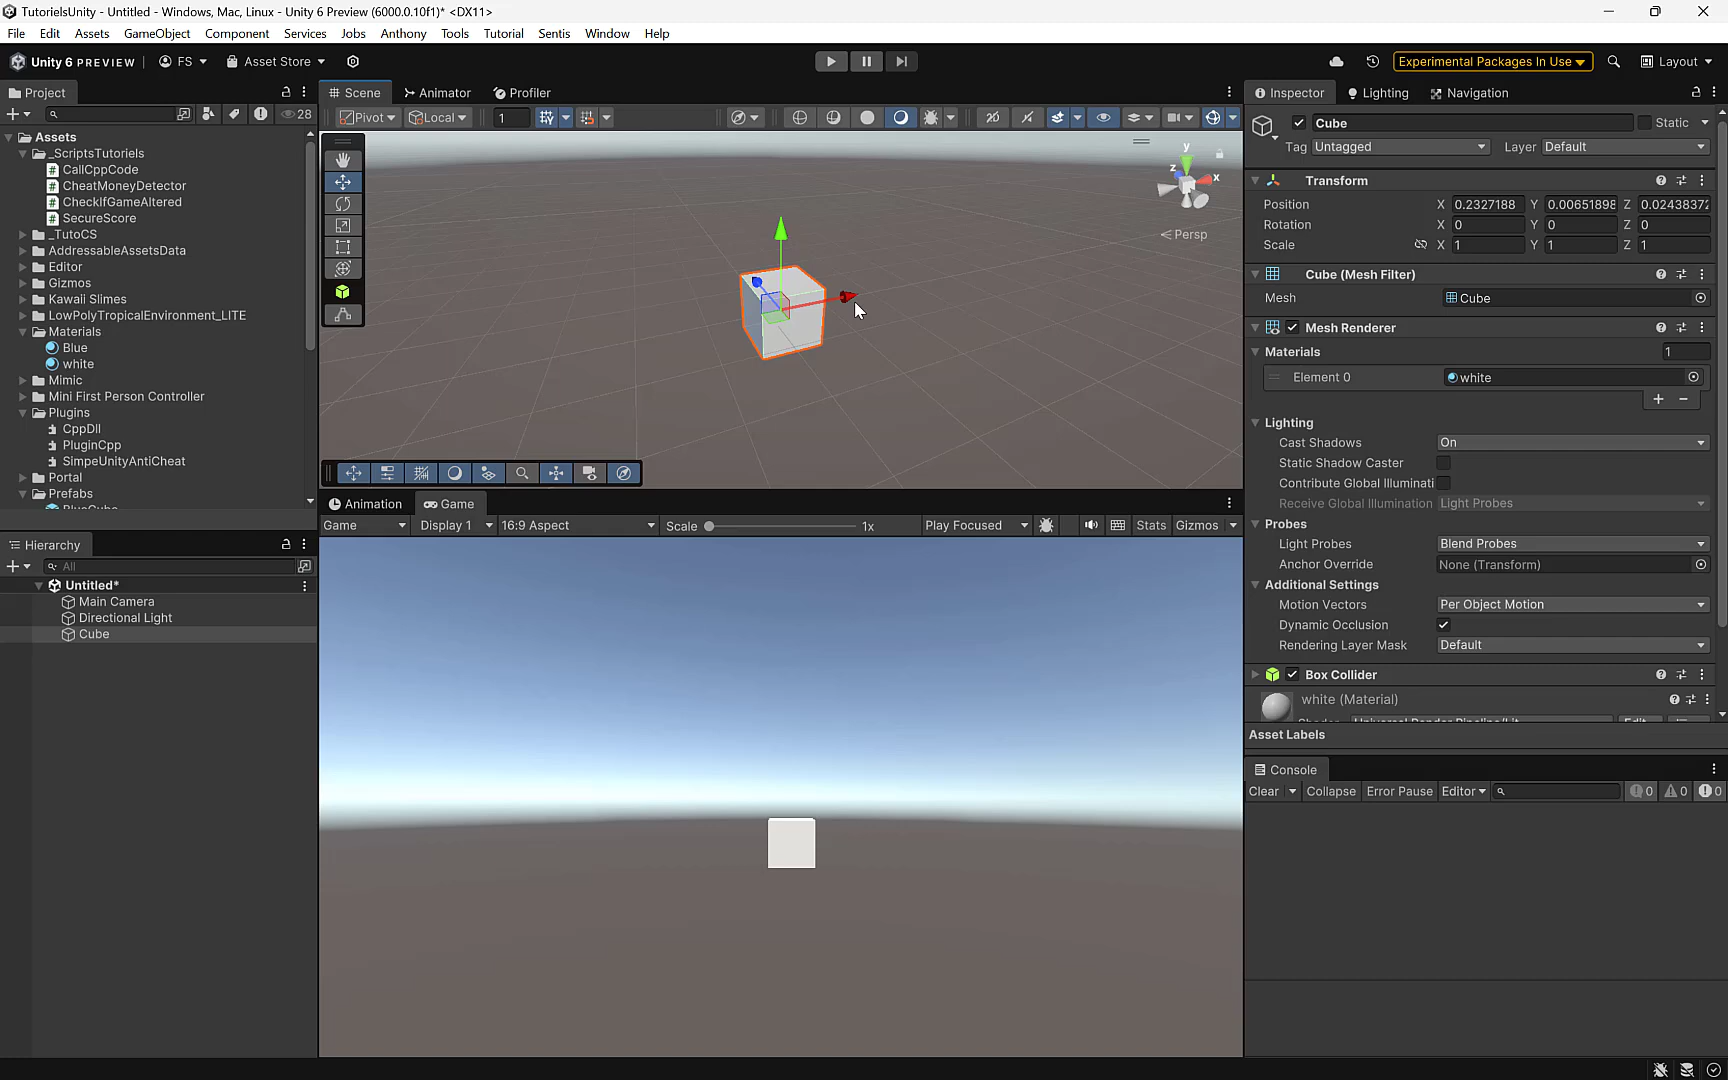 TutorielsUnity - Untitled - Windows, Mac, Linux - Unity 6 Preview (6000.0.10f1)* <DX11>
File Edit Assets GameObject Component Services Jobs Anthony Tools Tutorial Sentis Window Help
Unity 6 PREVIEW FS Asset Store Experimental Packages In Use Layout
Project
28
Assets
_ScriptsTutoriels
CallCppCode
CheatMoneyDetector
CheckIfGameAltered
SecureScore
_TutoCS
AddressableAssetsData
Editor
Gizmos
Kawaii Slimes
LowPolyTropicalEnvironment_LITE
Materials
Blue
white
Mimic
Mini First Person Controller
Plugins
CppDll
PluginCpp
SimpeUnityAntiCheat
Portal
Prefabs
Hierarchy
All
Untitled*
Main Camera
Directional Light
Cube
Scene Animator Profiler
Pivot Local 1 2D
y
z x
Persp
Animation Game
Game Display 1 16:9 Aspect Scale 1x Play Focused Stats Gizmos
Inspector Lighting Navigation
Cube Static
Tag Untagged Layer Default
Transform
Position X 0.2327188 Y 0.00651898 Z 0.02438372
Rotation X 0 Y 0 Z 0
Scale X 1 Y 1 Z 1
Cube (Mesh Filter)
Mesh Cube
Mesh Renderer
Materials 1
Element 0 white
Lighting
Cast Shadows On
Static Shadow Caster
Contribute Global Illuminati
Receive Global Illumination Light Probes
Probes
Light Probes Blend Probes
Anchor Override None (Transform)
Additional Settings
Motion Vectors Per Object Motion
Dynamic Occlusion
Rendering Layer Mask Default
Box Collider
white (Material)
Asset Labels
Console
Clear Collapse Error Pause Editor 0 0 0